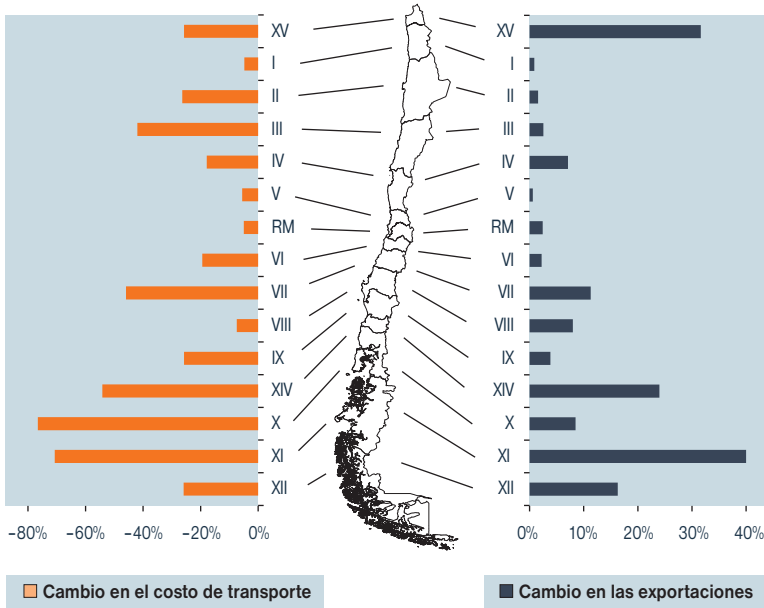 XV XV
I I
II II
III III
IV IV
V V
RM RM
VI VI
VII VII
VIII VIII
IX IX
XIV XIV
X X
XI XI
XII XII
-80% -60% -40% -20% 0% 0% 10% 20% 30% 40%
Cambio en el costo de transporte Cambio en las exportaciones